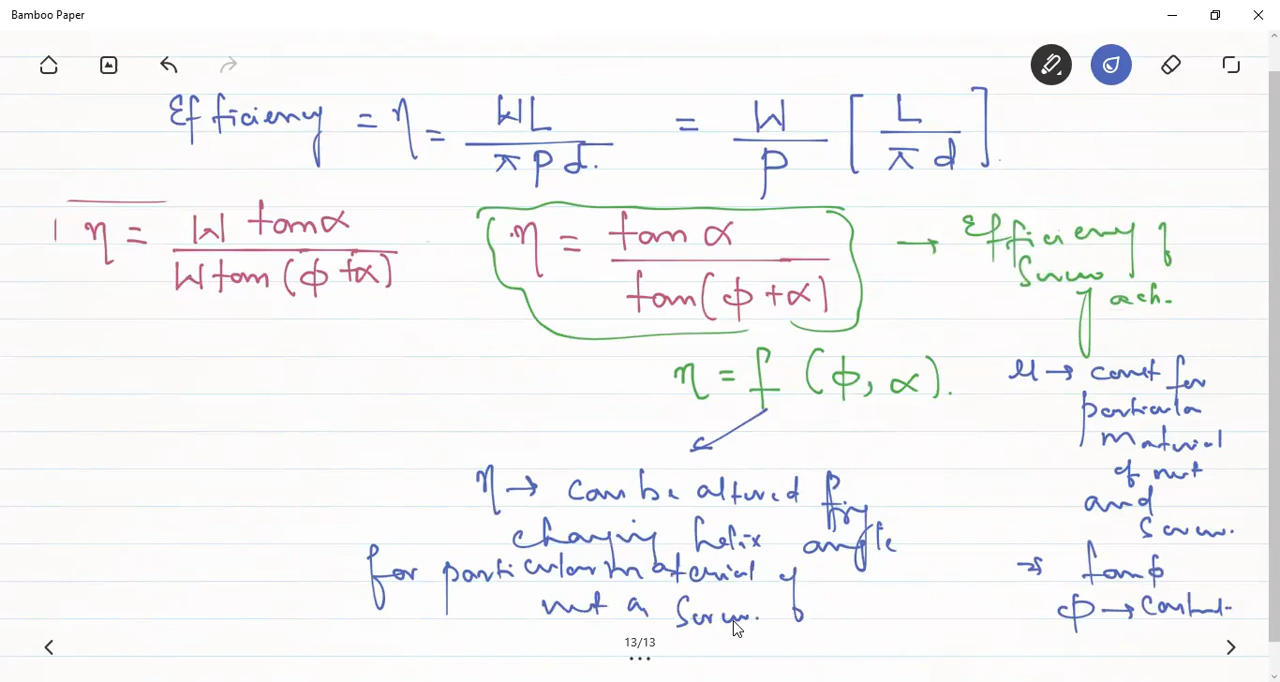 Bamboo Paper
Efficiency = η = WL / πPd. = W / P [L / πd].
η = W tanα / W tan(ϕ+α)
η = tan α / tan(ϕ+α) → Efficiency of
Screw
Jack.
η = f (ϕ, α).
μ → const for
particular
material
of nut
and
Screw.
→ tanϕ
ϕ → Constant.
η → can be altered by
changing helix angle
for particular material of
nut or Screw.
13/13